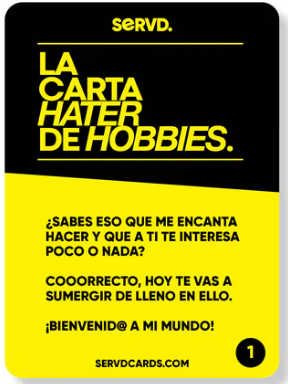 SERVD.
LA
CARTA
HATER
DE HOBBIES.
¿SABES ESO QUE ME ENCANTA
HACER Y QUE A TI TE INTERESA
POCO O NADA?
COOORRECTO, HOY TE VAS A
SUMERGIR DE LLENO EN ELLO.
¡BIENVENID@ A MI MUNDO!
SERVDCARDS.COM
1